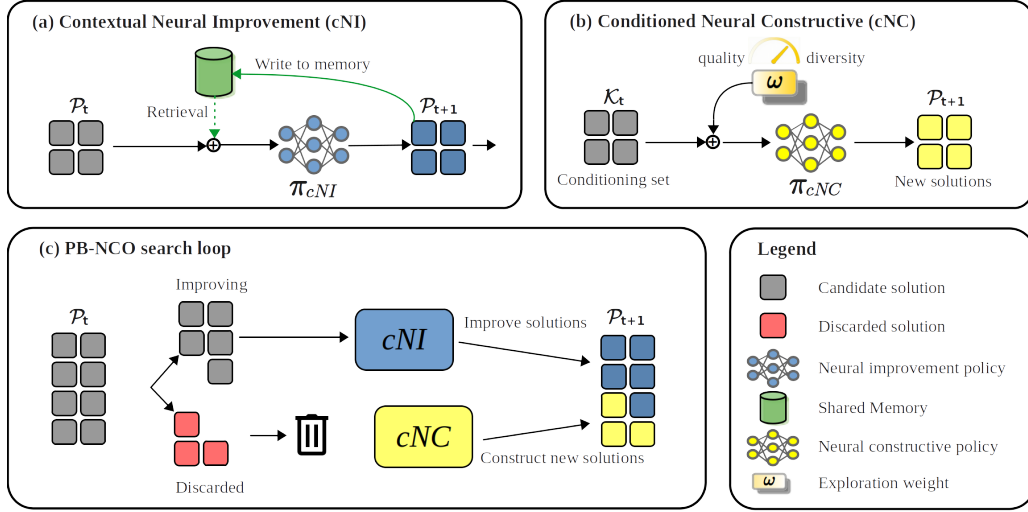 (a) Contextual Neural Improvement (cNI)
Write to memory
Retrieval
𝒫t
𝒫t+1
πcNI
(b) Conditioned Neural Constructive (cNC)
quality
diversity
ω
𝒦t
𝒫t+1
Conditioning set
πcNC
New solutions
(c) PB-NCO search loop
Improving
𝒫t
cNI
Improve solutions
𝒫t+1
cNC
Construct new solutions
Discarded
Legend
Candidate solution
Discarded solution
Neural improvement policy
Shared Memory
Neural constructive policy
ω
Exploration weight